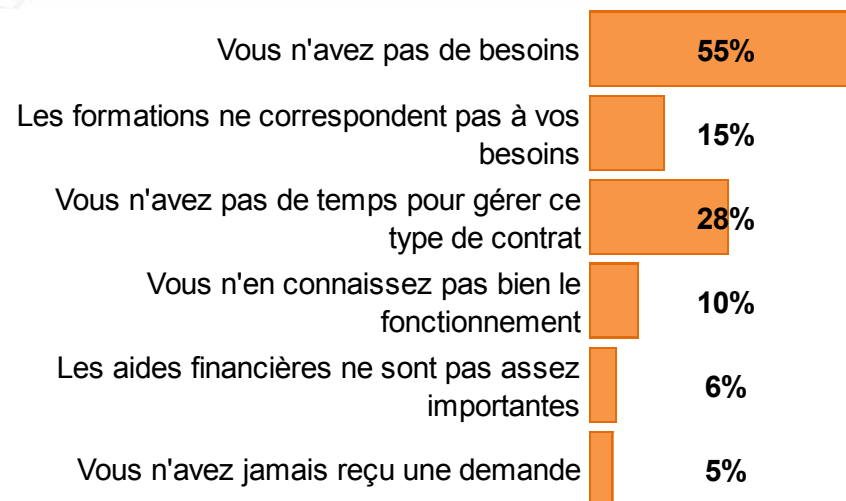 Vous n'avez pas de besoins 55%
Les formations ne correspondent pas à vos
besoins 15%
Vous n'avez pas de temps pour gérer ce
type de contrat 28%
Vous n'en connaissez pas bien le
fonctionnement 10%
Les aides financières ne sont pas assez
importantes 6%
Vous n'avez jamais reçu une demande 5%